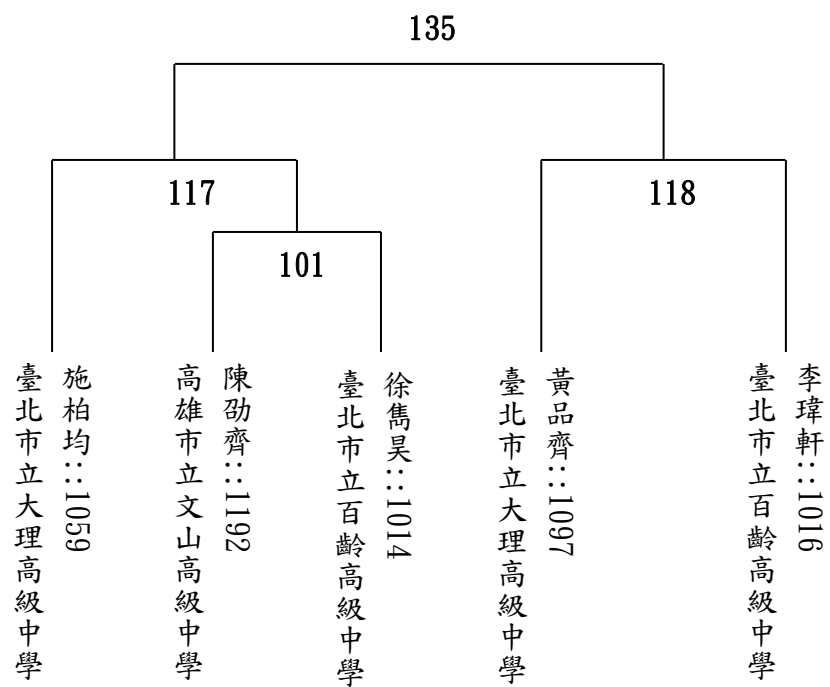 135
117
118
101
施柏均::1059
臺北市立大理高級中學
陳劭齊::1192
高雄市立文山高級中學
徐雋昊::1014
臺北市立百齡高級中學
黃品齊::1097
臺北市立大理高級中學
李瑋軒::1016
臺北市立百齡高級中學